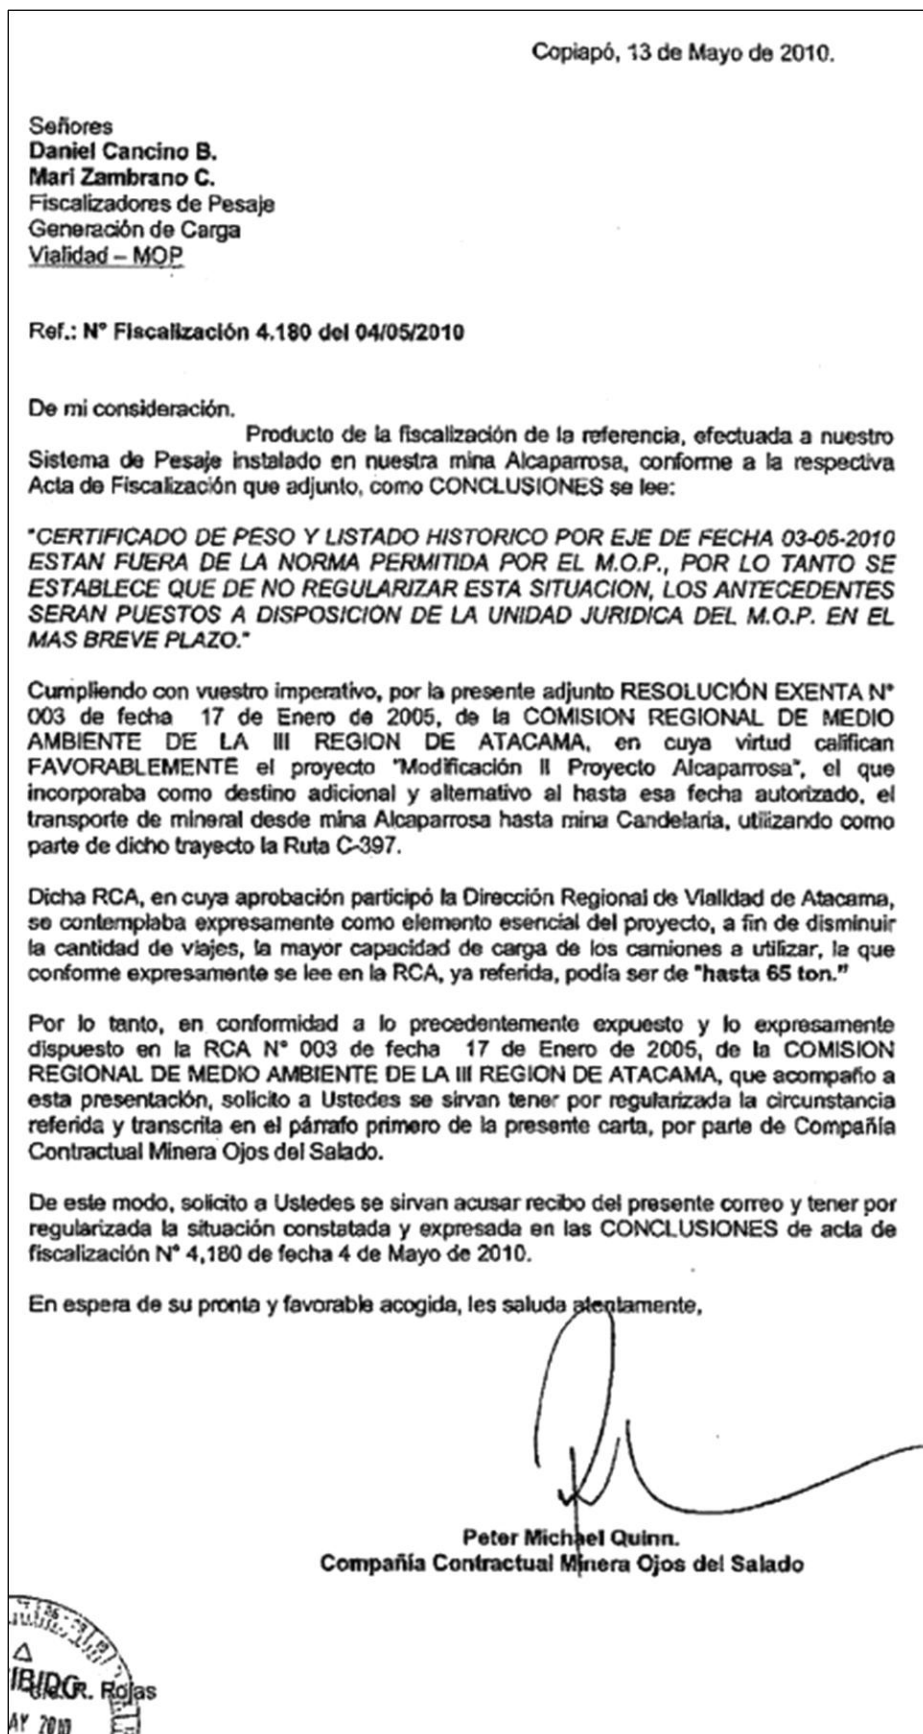 Copiapó, 13 de Mayo de 2010.
Señores
Daniel Cancino B.
Mari Zambrano C.
Fiscalizadores de Pesaje
Generación de Carga
Vialidad – MOP
Ref.: N° Fiscalización 4.180 del 04/05/2010
De mi consideración.
Producto de la fiscalización de la referencia, efectuada a nuestro
Sistema de Pesaje instalado en nuestra mina Alcaparrosa, conforme a la respectiva
Acta de Fiscalización que adjunto, como CONCLUSIONES se lee:
"CERTIFICADO DE PESO Y LISTADO HISTORICO POR EJE DE FECHA 03-05-2010
ESTAN FUERA DE LA NORMA PERMITIDA POR EL M.O.P., POR LO TANTO SE
ESTABLECE QUE DE NO REGULARIZAR ESTA SITUACION, LOS ANTECEDENTES
SERAN PUESTOS A DISPOSICION DE LA UNIDAD JURIDICA DEL M.O.P. EN EL
MAS BREVE PLAZO."
Cumpliendo con vuestro imperativo, por la presente adjunto RESOLUCIÓN EXENTA N°
003 de fecha 17 de Enero de 2005, de la COMISION REGIONAL DE MEDIO
AMBIENTE DE LA III REGION DE ATACAMA, en cuya virtud califican
FAVORABLEMENTE el proyecto "Modificación II Proyecto Alcaparrosa", el que
incorporaba como destino adicional y alternativo al hasta esa fecha autorizado, el
transporte de mineral desde mina Alcaparrosa hasta mina Candelaria, utilizando como
parte de dicho trayecto la Ruta C-397.
Dicha RCA, en cuya aprobación participó la Dirección Regional de Vialidad de Atacama,
se contemplaba expresamente como elemento esencial del proyecto, a fin de disminuir
la cantidad de viajes, la mayor capacidad de carga de los camiones a utilizar, la que
conforme expresamente se lee en la RCA, ya referida, podía ser de "hasta 65 ton."
Por lo tanto, en conformidad a lo precedentemente expuesto y lo expresamente
dispuesto en la RCA N° 003 de fecha 17 de Enero de 2005, de la COMISION
REGIONAL DE MEDIO AMBIENTE DE LA III REGION DE ATACAMA, que acompaño a
esta presentación, solicito a Ustedes se sirvan tener por regularizada la circunstancia
referida y transcrita en el párrafo primero de la presente carta, por parte de Compañía
Contractual Minera Ojos del Salado.
De este modo, solicito a Ustedes se sirvan acusar recibo del presente correo y tener por
regularizada la situación constatada y expresada en las CONCLUSIONES de acta de
fiscalización N° 4,180 de fecha 4 de Mayo de 2010.
En espera de su pronta y favorable acogida, les saluda atentamente,
Peter Michael Quinn.
Compañía Contractual Minera Ojos del Salado
R. Rojas
AY 2010